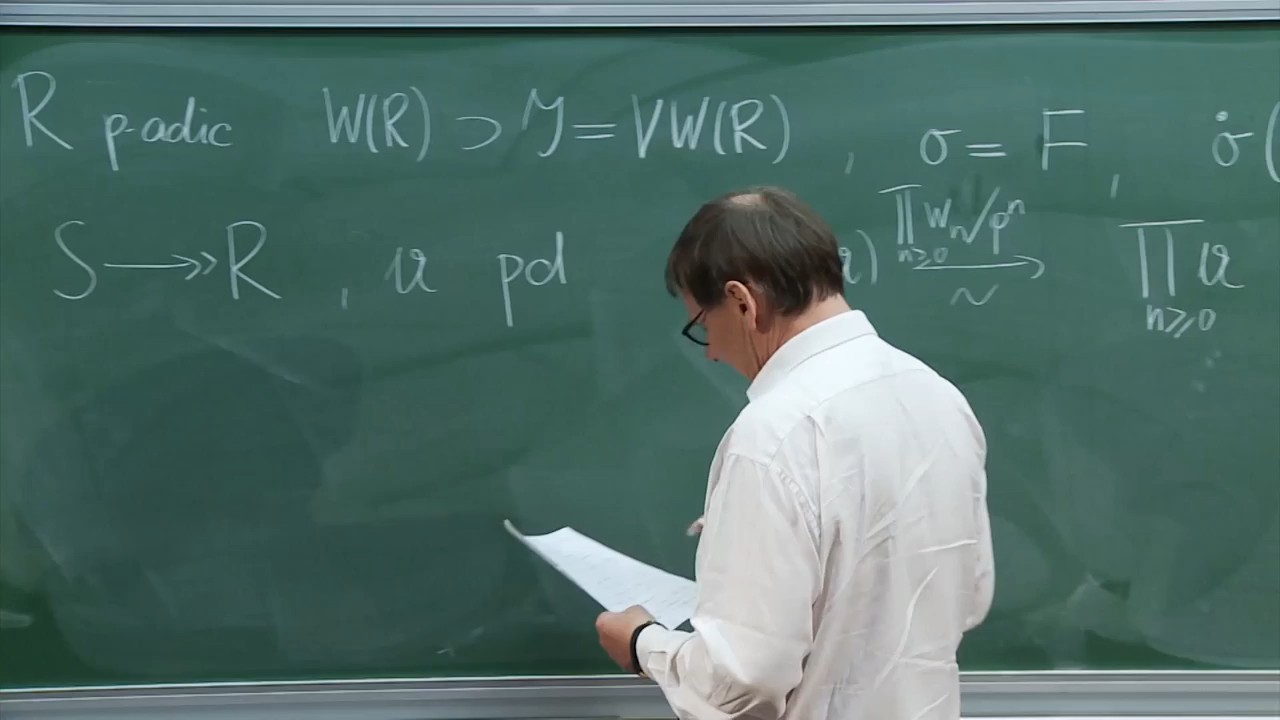 R p-adic W(R) ⊃ I = VW(R) , σ = F , σ̇(
S ↠ R , 𝔞 pd 𝔞) ∏_{n≥0} w_n/p^n →~ ∏_{n≥0} 𝔞